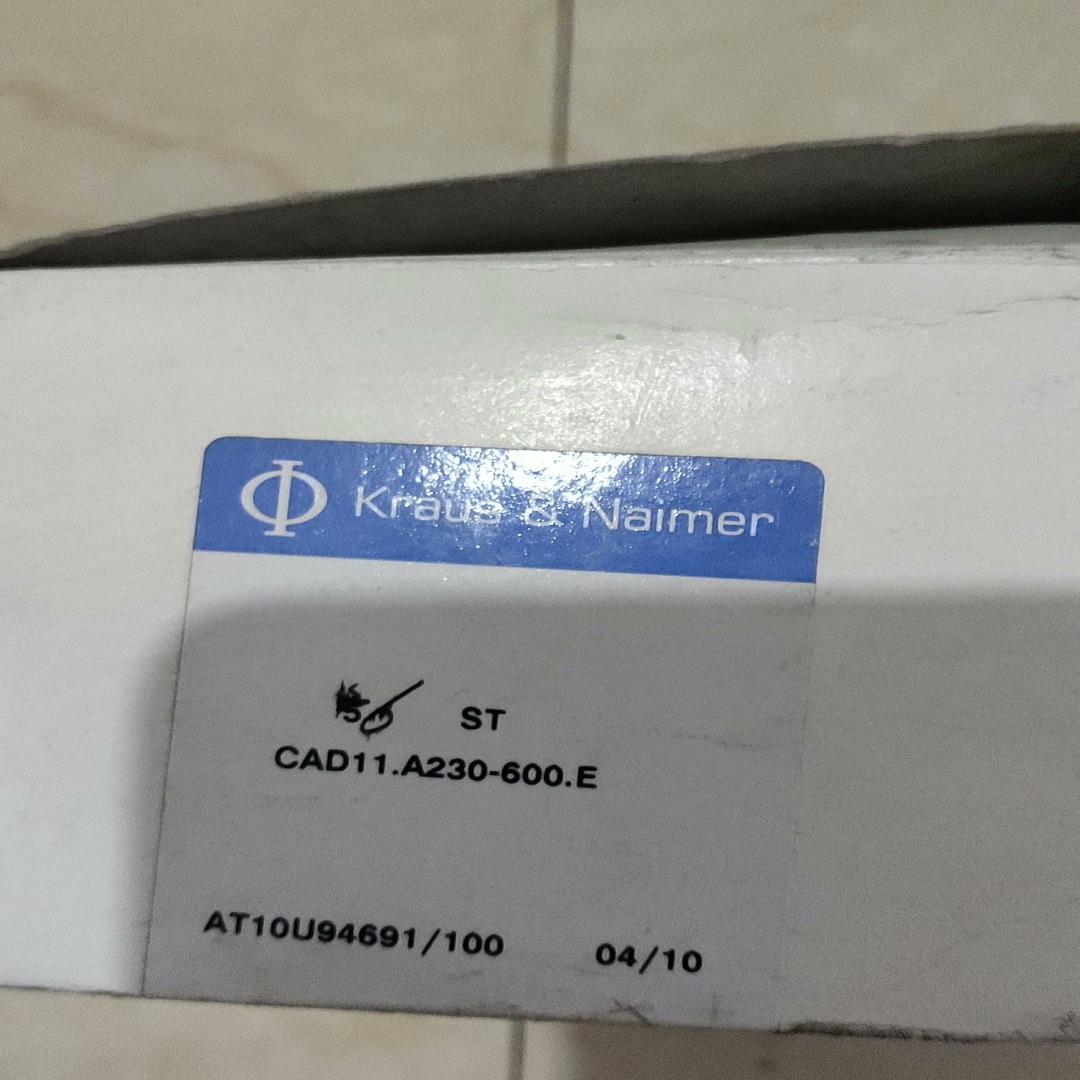 Kraus & Naimer
ST
CAD11.A230-600.E
AT10U94691/100 04/10